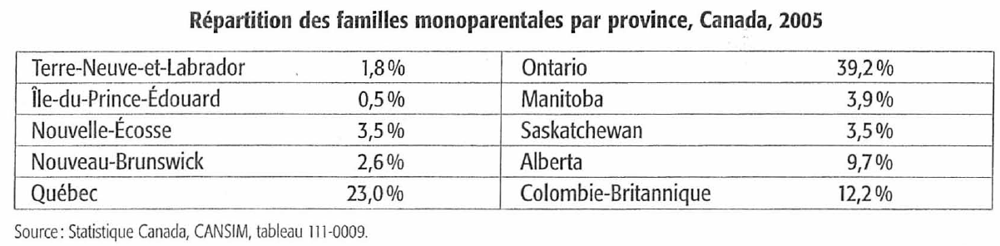 Répartition des familles monoparentales par province, Canada, 2005
Terre-Neuve-et-Labrador 1,8 % Ontario 39,2 %
Île-du-Prince-Édouard 0,5 % Manitoba 3,9 %
Nouvelle-Écosse 3,5 % Saskatchewan 3,5 %
Nouveau-Brunswick 2,6 % Alberta 9,7 %
Québec 23,0 % Colombie-Britannique 12,2 %
Source : Statistique Canada, CANSIM, tableau 111-0009.